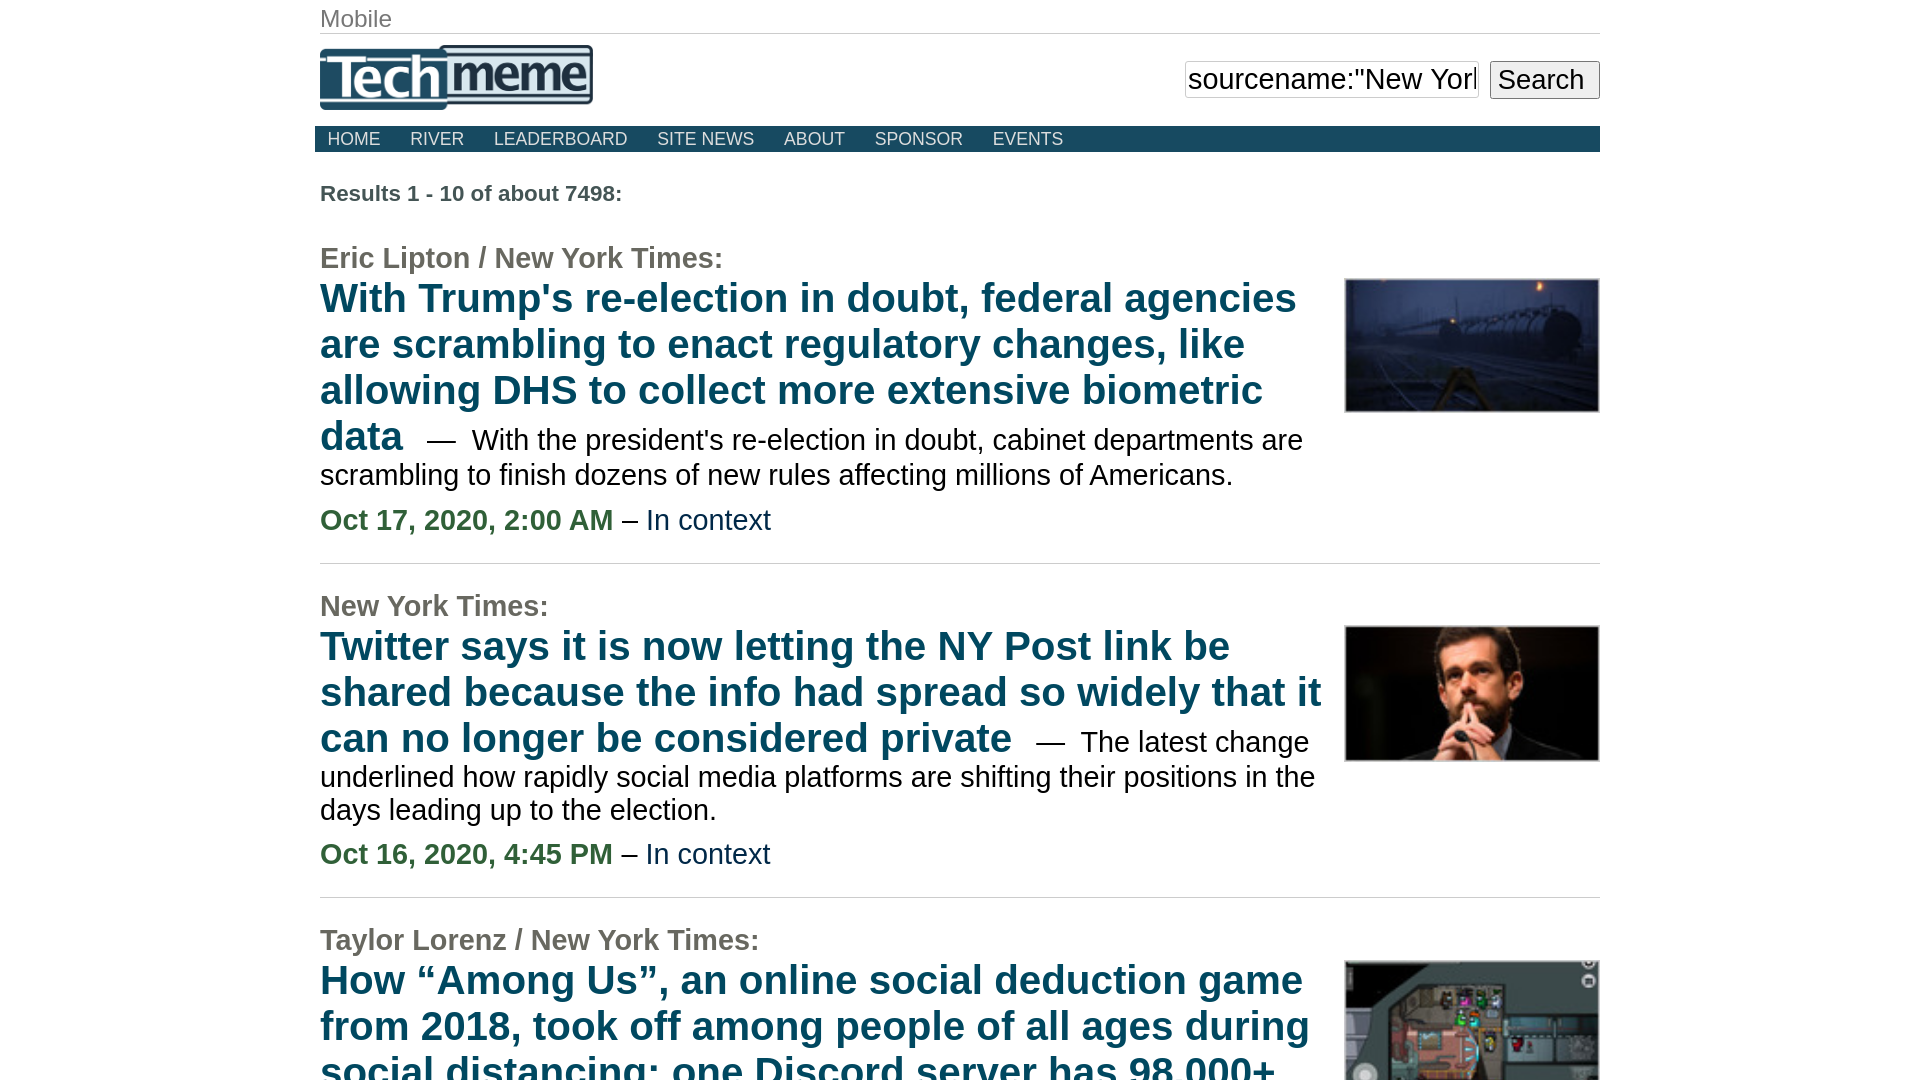 Mobile
Techmeme
sourcename:"New Yorl
Search
HOME RIVER LEADERBOARD SITE NEWS ABOUT SPONSOR EVENTS
Results 1 - 10 of about 7498:
Eric Lipton / New York Times:
With Trump's re-election in doubt, federal agencies
are scrambling to enact regulatory changes, like
allowing DHS to collect more extensive biometric
data — With the president's re-election in doubt, cabinet departments are
scrambling to finish dozens of new rules affecting millions of Americans.
Oct 17, 2020, 2:00 AM – In context
New York Times:
Twitter says it is now letting the NY Post link be
shared because the info had spread so widely that it
can no longer be considered private — The latest change
underlined how rapidly social media platforms are shifting their positions in the
days leading up to the election.
Oct 16, 2020, 4:45 PM – In context
Taylor Lorenz / New York Times:
How “Among Us”, an online social deduction game
from 2018, took off among people of all ages during
social distancing; one Discord server has 98,000+